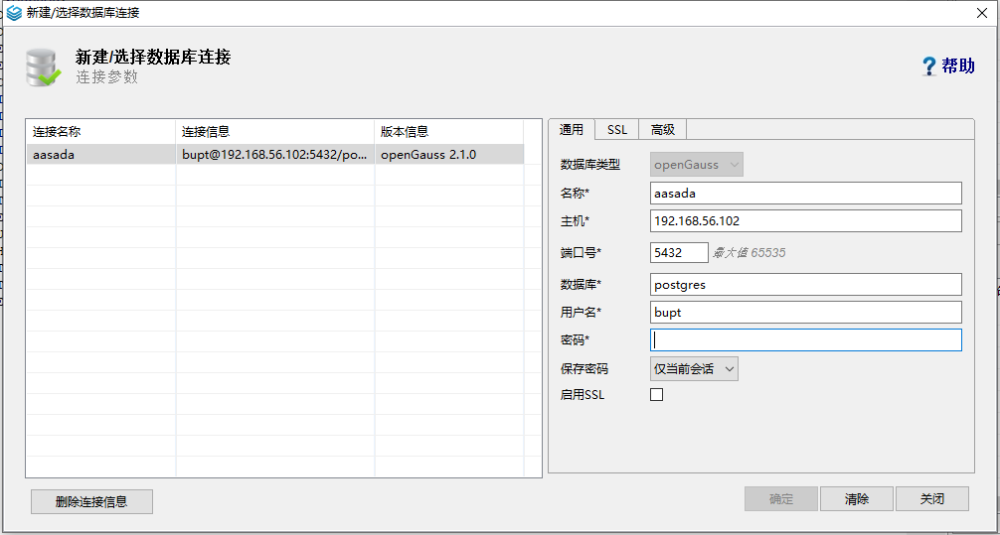 新建/选择数据库连接
新建/选择数据库连接
连接参数
? 帮助
连接名称 连接信息 版本信息
aasada bupt@192.168.56.102:5432/po... openGauss 2.1.0
通用 SSL 高级
数据库类型 openGauss
名称* aasada
主机* 192.168.56.102
端口号* 5432 最大值 65535
数据库* postgres
用户名* bupt
密码*
保存密码 仅当前会话
启用SSL
删除连接信息
确定 清除 关闭